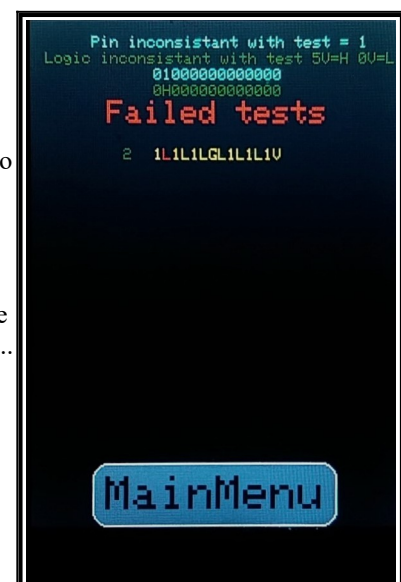 Pin inconsistant with test = 1
Logic inconsistant with test 5V=H 0V=L
01000000000000
0H000000000000
Failed tests
2 1L1L1LGL1L1L1V
MainMenu
o
e
..